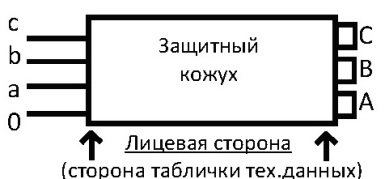 c
b
a
0
Защитный
кожух
C
B
A
Лицевая сторона
(сторона таблички тех.данных)